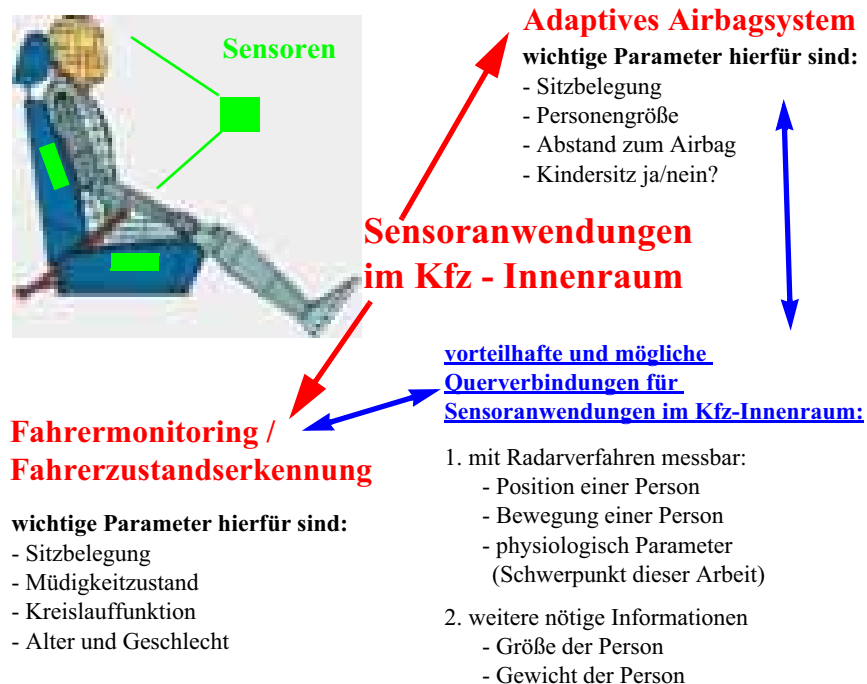 Sensoren
Adaptives Airbagsystem
wichtige Parameter hierfür sind:
- Sitzbelegung
- Personengröße
- Abstand zum Airbag
- Kindersitz ja/nein?
Sensoranwendungen
im Kfz - Innenraum
Fahrermonitoring /
Fahrerzustandserkennung
wichtige Parameter hierfür sind:
- Sitzbelegung
- Müdigkeitzustand
- Kreislauffunktion
- Alter und Geschlecht
vorteilhafte und mögliche
Querverbindungen für
Sensoranwendungen im Kfz-Innenraum:
1. mit Radarverfahren messbar:
- Position einer Person
- Bewegung einer Person
- physiologisch Parameter
(Schwerpunkt dieser Arbeit)
2. weitere nötige Informationen
- Größe der Person
- Gewicht der Person